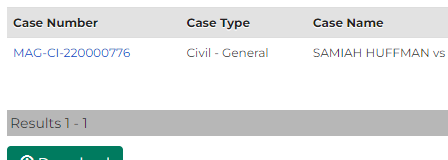 Case Number Case Type Case Name
MAG-CI-220000776 Civil - General SAMIAH HUFFMAN vs
Results 1 - 1